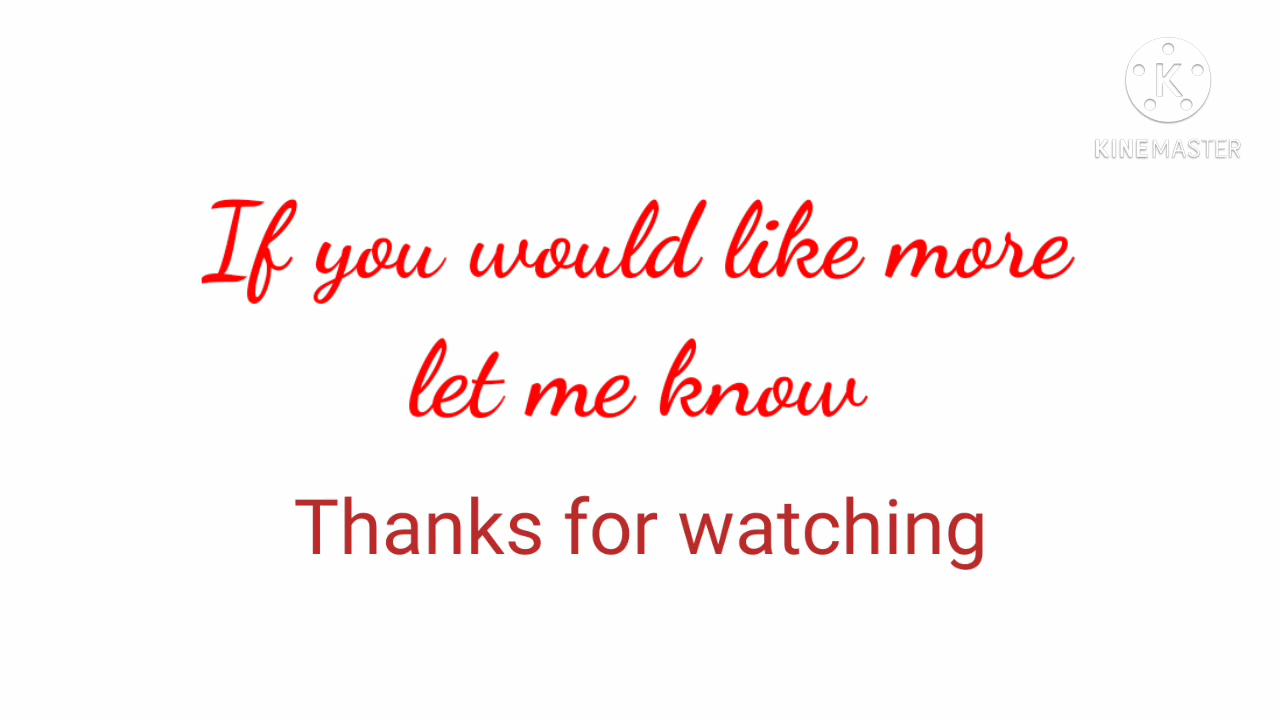 K
KINEMASTER
If you would like more
let me know
Thanks for watching